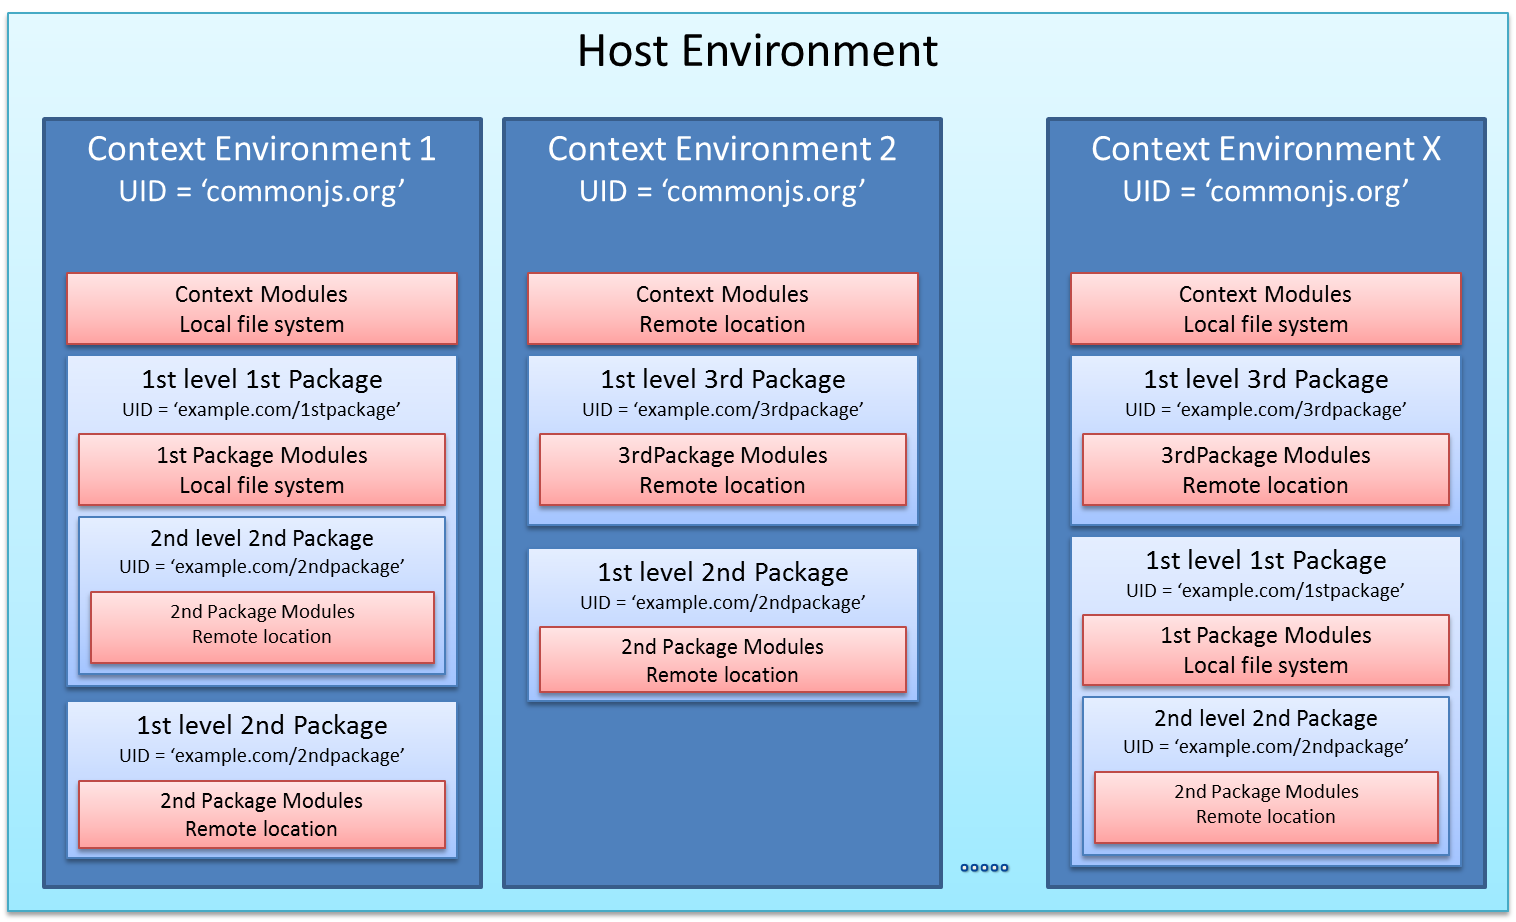 Host Environment
Context Environment 1
UID = ‘commonjs.org’
Context Modules
Local file system
1st level 1st Package
UID = ‘example.com/1stpackage’
1st Package Modules
Local file system
2nd level 2nd Package
UID = ‘example.com/2ndpackage’
2nd Package Modules
Remote location
1st level 2nd Package
UID = ‘example.com/2ndpackage’
2nd Package Modules
Remote location
Context Environment 2
UID = ‘commonjs.org’
Context Modules
Remote location
1st level 3rd Package
UID = ‘example.com/3rdpackage’
3rdPackage Modules
Remote location
1st level 2nd Package
UID = ‘example.com/2ndpackage’
2nd Package Modules
Remote location
Context Environment X
UID = ‘commonjs.org’
Context Modules
Local file system
1st level 3rd Package
UID = ‘example.com/3rdpackage’
3rdPackage Modules
Remote location
1st level 1st Package
UID = ‘example.com/1stpackage’
1st Package Modules
Local file system
2nd level 2nd Package
UID = ‘example.com/2ndpackage’
2nd Package Modules
Remote location